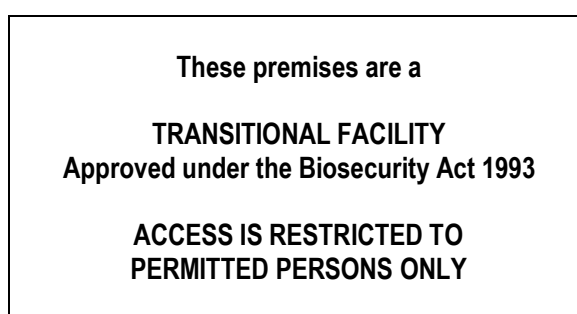 These premises are a
TRANSITIONAL FACILITY
Approved under the Biosecurity Act 1993
ACCESS IS RESTRICTED TO
PERMITTED PERSONS ONLY